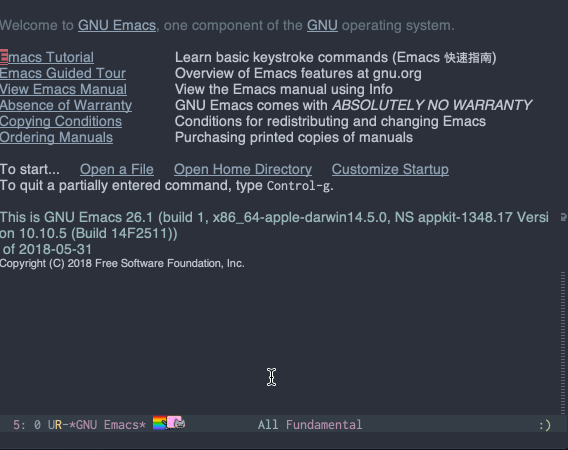 Welcome to GNU Emacs, one component of the GNU operating system.
Emacs Tutorial Learn basic keystroke commands (Emacs 快速指南)
Emacs Guided Tour Overview of Emacs features at gnu.org
View Emacs Manual View the Emacs manual using Info
Absence of Warranty GNU Emacs comes with ABSOLUTELY NO WARRANTY
Copying Conditions Conditions for redistributing and changing Emacs
Ordering Manuals Purchasing printed copies of manuals
To start... Open a File Open Home Directory Customize Startup
To quit a partially entered command, type Control-g.
This is GNU Emacs 26.1 (build 1, x86_64-apple-darwin14.5.0, NS appkit-1348.17 Versi
on 10.10.5 (Build 14F2511))
of 2018-05-31
Copyright (C) 2018 Free Software Foundation, Inc.
5: 0 UR-*GNU Emacs* All Fundamental :)